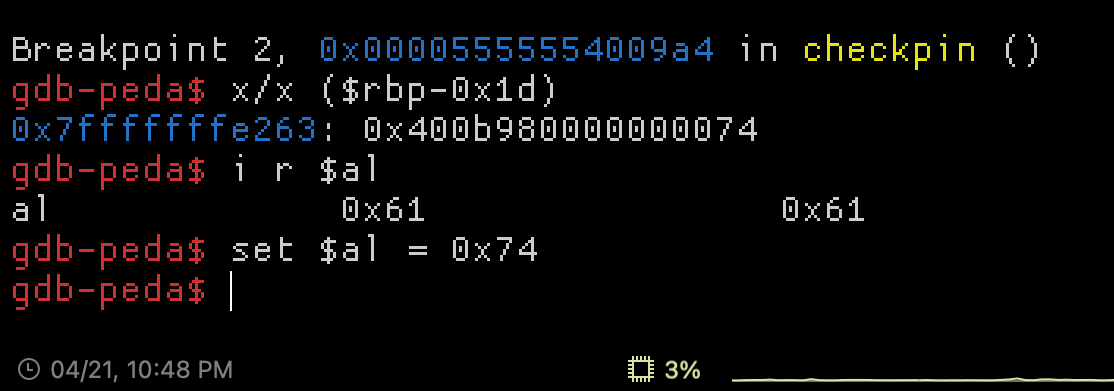 Breakpoint 2, 0x00005555554009a4 in checkpin ()
gdb-peda$ x/x ($rbp-0x1d)
0x7fffffffe263: 0x400b980000000074
gdb-peda$ i r $al
al 0x61 0x61
gdb-peda$ set $al = 0x74
gdb-peda$
04/21, 10:48 PM 3%